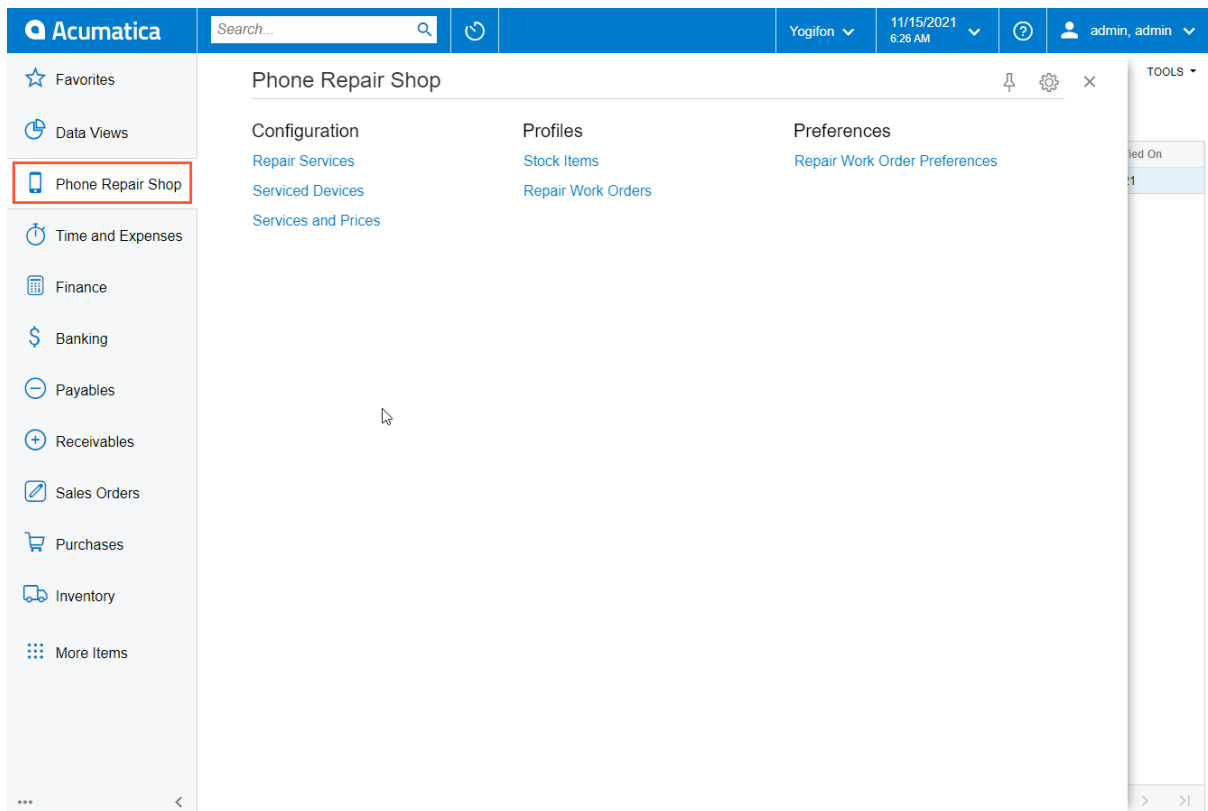 Acumatica
Search...
Yogifon
11/15/2021
6:26 AM
admin, admin
Favorites
Data Views
Phone Repair Shop
Time and Expenses
Finance
Banking
Payables
Receivables
Sales Orders
Purchases
Inventory
More Items
Phone Repair Shop
Configuration
Repair Services
Serviced Devices
Services and Prices
Profiles
Stock Items
Repair Work Orders
Preferences
Repair Work Order Preferences
TOOLS
On